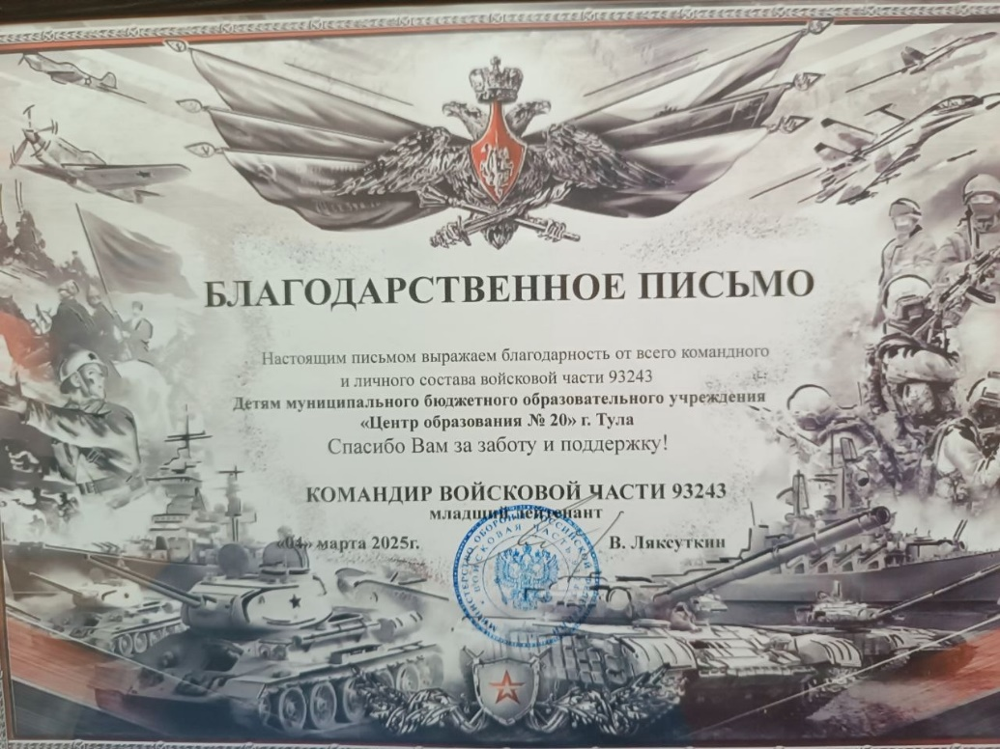 БЛАГОДАРСТВЕННОЕ ПИСЬМО
Настоящим письмом выражаем благодарность от всего командного
и личного состава войсковой части 93243
Детям муниципального бюджетного образовательного учреждения
«Центр образования № 20» г. Тула
Спасибо Вам за заботу и поддержку!
КОМАНДИР ВОЙСКОВОЙ ЧАСТИ 93243
младший лейтенант
«04» марта 2025г.
В. Ляксуткин
МИНИСТЕРСТВО ОБОРОНЫ РОССИЙСКОЙ
ВОЙСКОВАЯ ЧАСТЬ